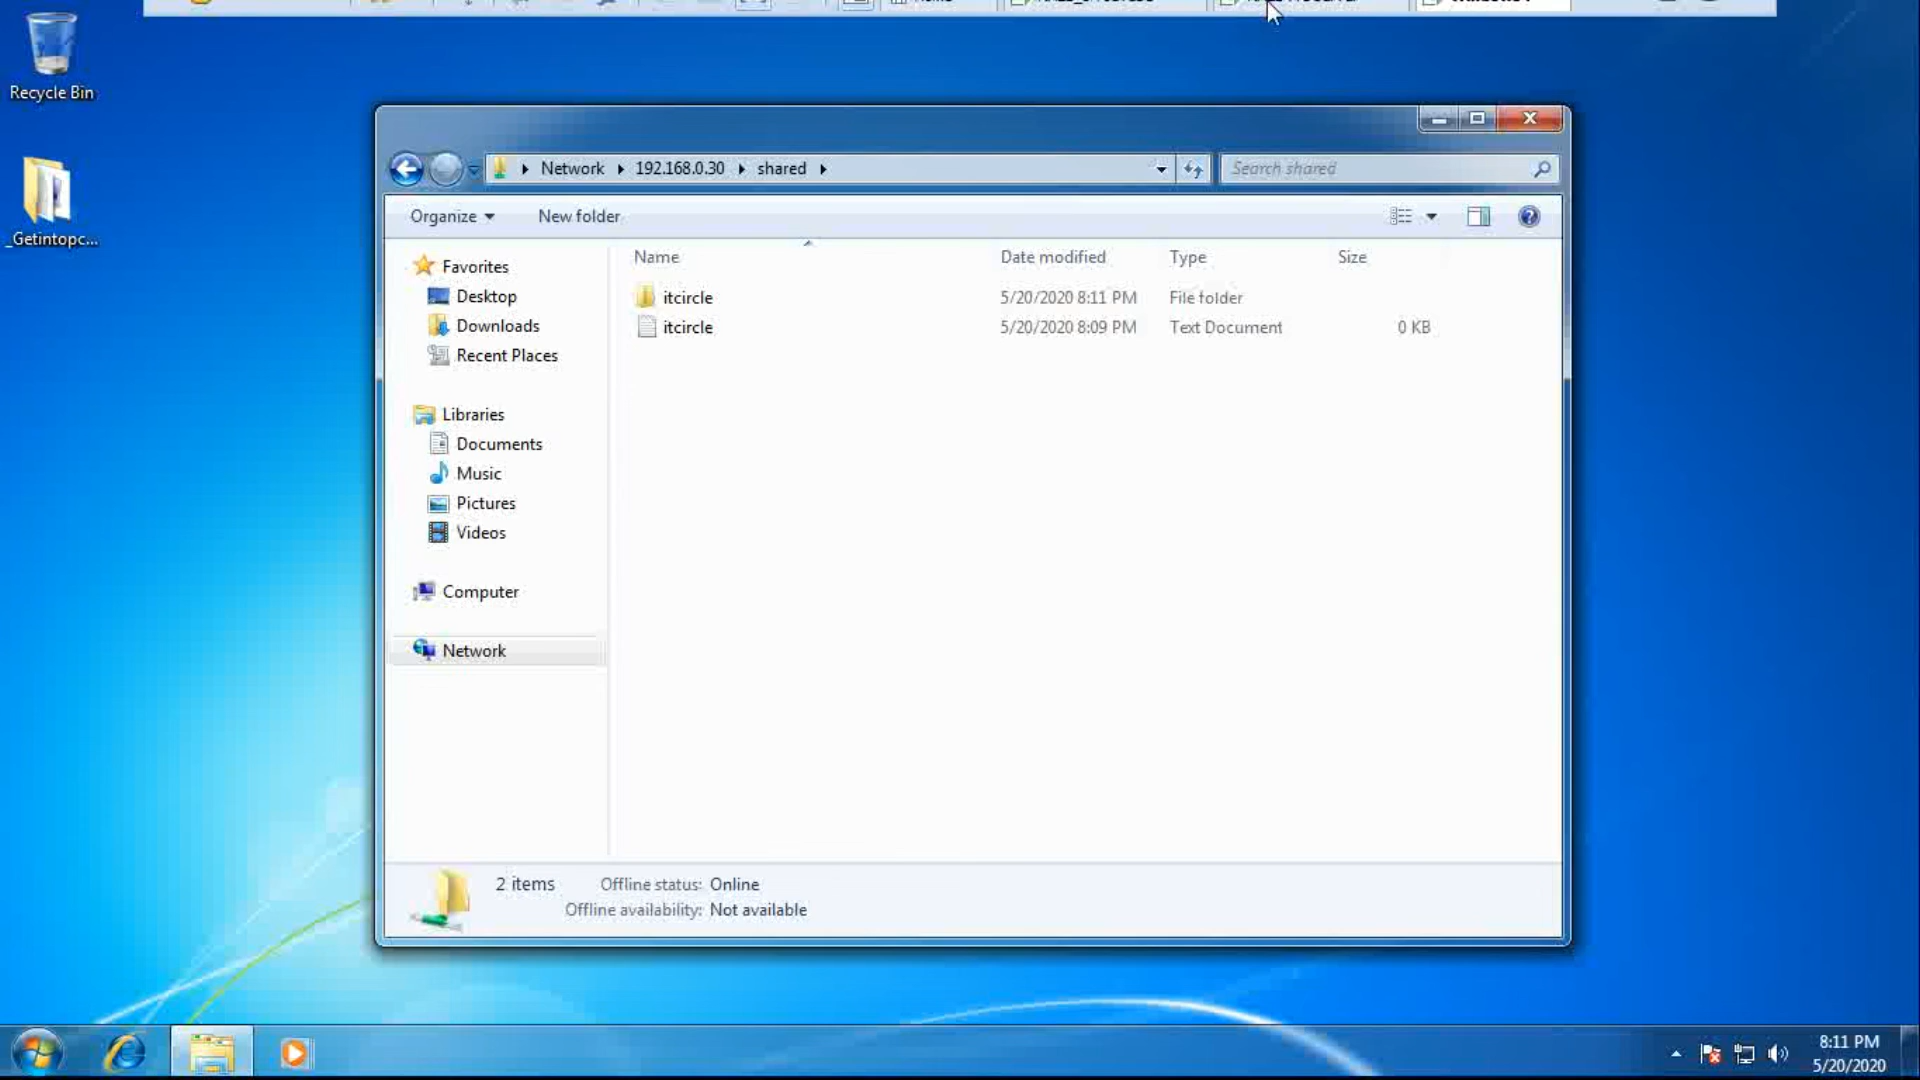 Recycle Bin
_Getintopc...
Network
192.168.0.30
shared
Search shared
Organize
New folder
Name
Date modified
Type
Size
Favorites
Desktop
Downloads
Recent Places
Libraries
Documents
Music
Pictures
Videos
Computer
Network
itcircle
5/20/2020 8:11 PM
File folder
itcircle
5/20/2020 8:09 PM
Text Document
0 KB
2 items
Offline status: Online
Offline availability: Not available
8:11 PM
5/20/2020